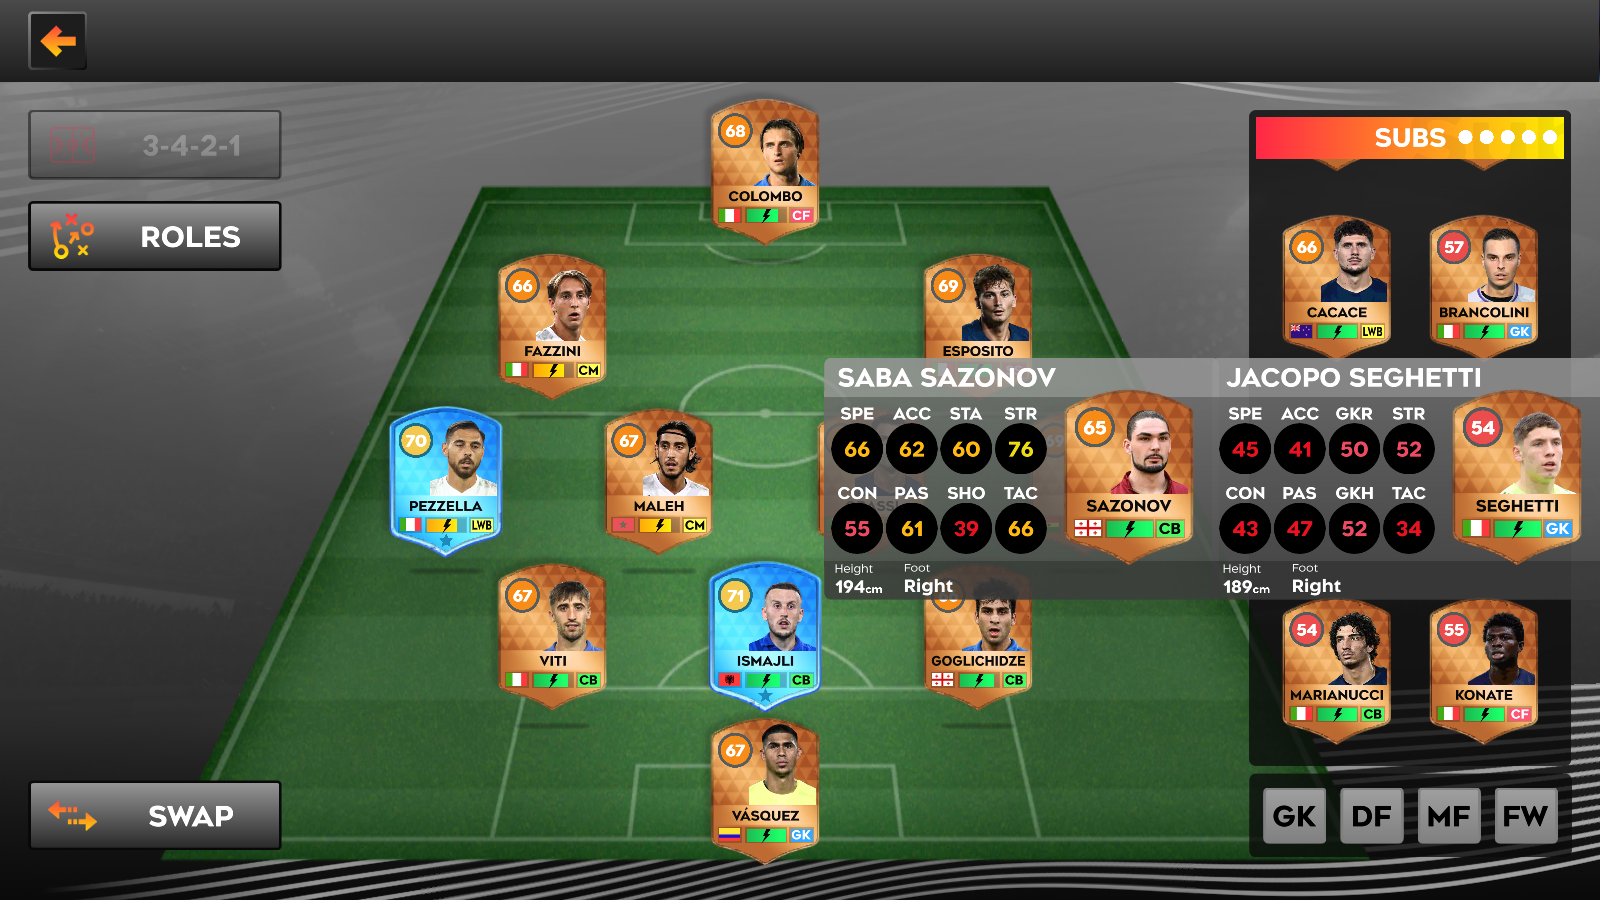 3-4-2-1
ROLES
SWAP
68
COLOMBO
CF
66
FAZZINI
CM
69
ESPOSITO
70
PEZZELLA
LWB
67
MALEH
CM
67
VITI
CB
71
ISMAJLI
CB
GOGLICHIDZE
CB
67
VÁSQUEZ
GK
SUBS
66
CACACE
LWB
57
BRANCOLINI
GK
SABA SAZONOV
SPE ACC STA STR
66 62 60 76
CON PAS SHO TAC
55 61 39 66
Height Foot
194cm Right
65
SAZONOV
CB
JACOPO SEGHETTI
SPE ACC GKR STR
45 41 50 52
CON PAS GKH TAC
43 47 52 34
Height Foot
189cm Right
54
SEGHETTI
GK
54
MARIANUCCI
CB
55
KONATE
CF
GK DF MF FW